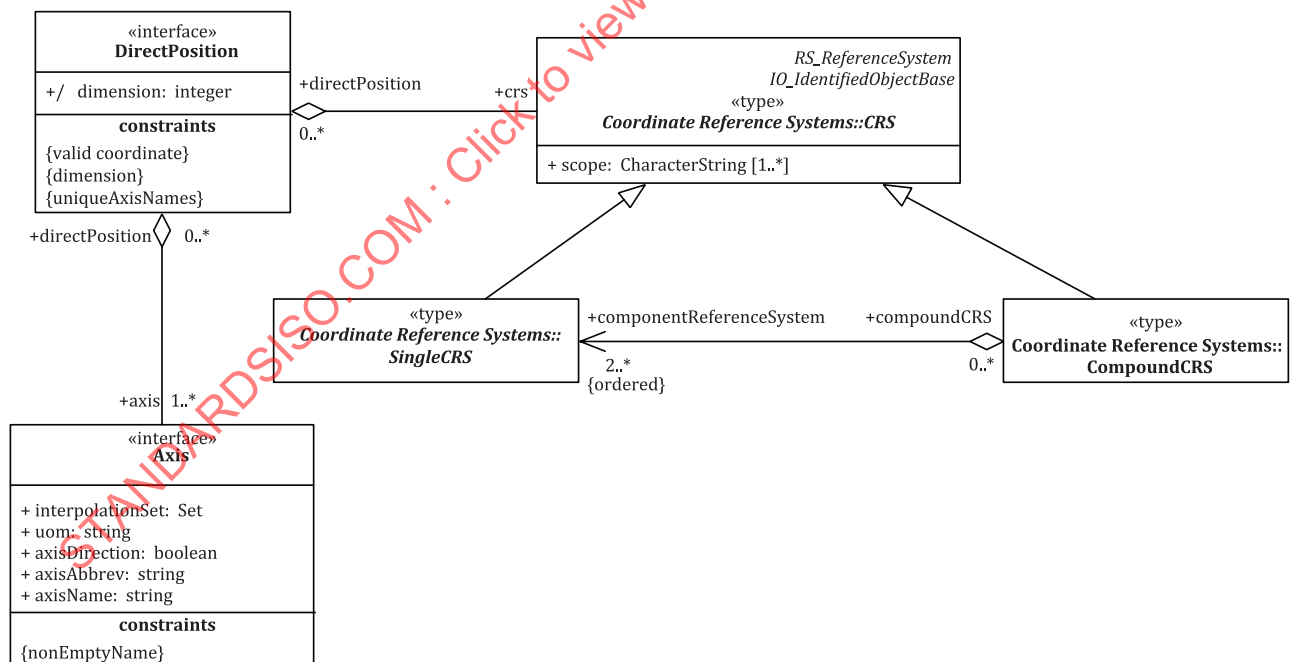 «interface»
DirectPosition
+/ dimension: integer
constraints
{valid coordinate}
{dimension}
{uniqueAxisNames}
+directPosition
0..*
+crs
RS_ReferenceSystem
IO_IdentifiedObjectBase
«type»
Coordinate Reference Systems::CRS
+ scope: CharacterString [1..*]
+directPosition
0..*
+axis
1..*
«type»
Coordinate Reference Systems::
SingleCRS
+componentReferenceSystem
2..*
{ordered}
+compoundCRS
0..*
«type»
Coordinate Reference Systems::
CompoundCRS
«interface»
Axis
+ interpolationSet: Set
+ uom: string
+ axisDirection: boolean
+ axisAbbrev: string
+ axisName: string
constraints
{nonEmptyName}
STANDARDSISO.COM : Click to view